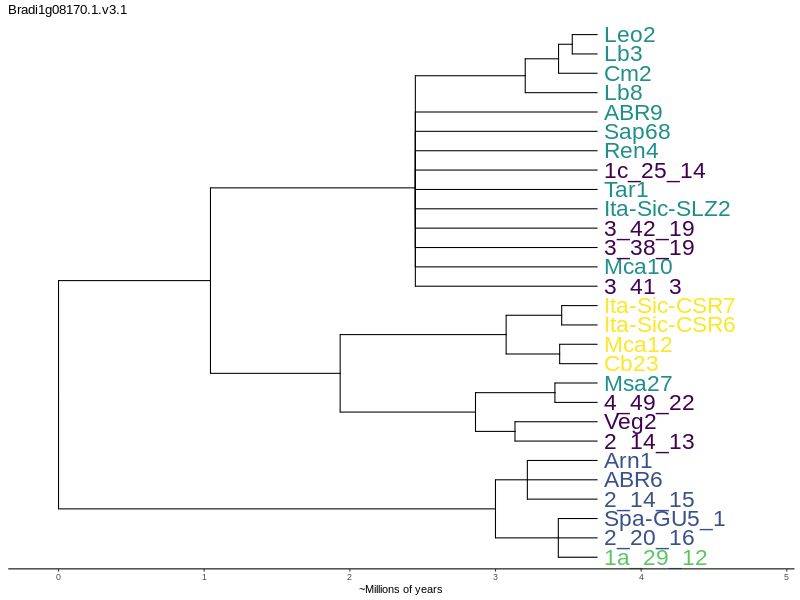 Bradi1g08170.1.v3.1
Leo2
Lb3
Cm2
Lb8
ABR9
Sap68
Ren4
1c_25_14
Tar1
Ita-Sic-SLZ2
3_42_19
3_38_19
Mca10
3_41_3
Ita-Sic-CSR7
Ita-Sic-CSR6
Mca12
Cb23
Msa27
4_49_22
Veg2
2_14_13
Arn1
ABR6
2_14_15
Spa-GU5_1
2_20_16
1a_29_12
0 1 2 3 4 5
~Millions of years